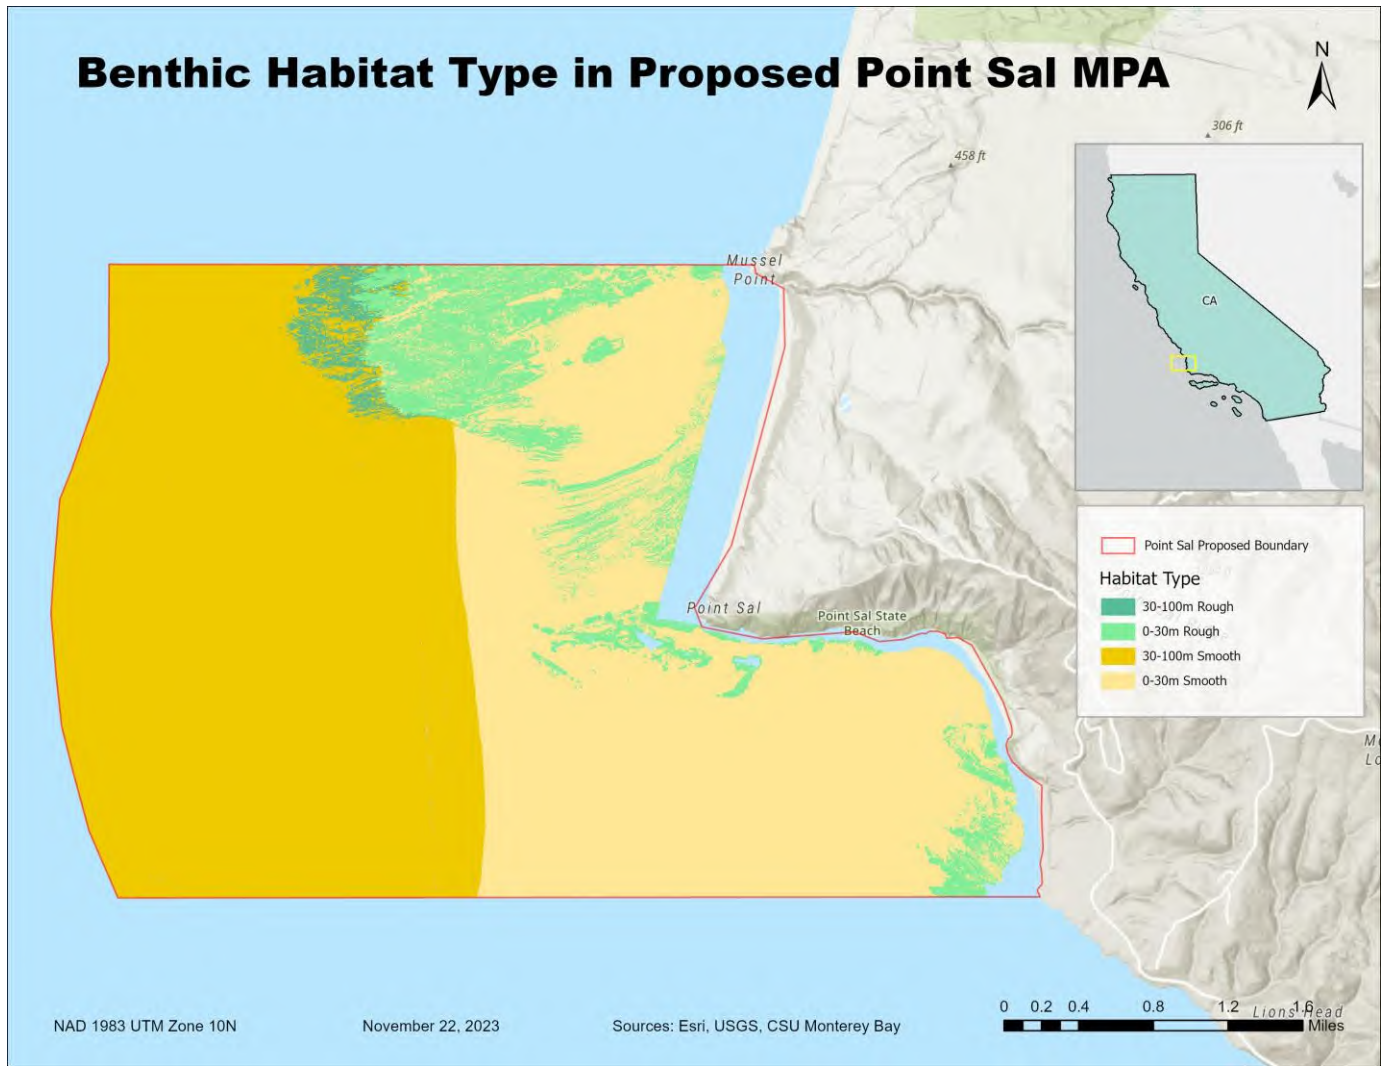 Benthic Habitat Type in Proposed Point Sal MPA
N
306 ft
458 ft
CA
Mussel
Point
Point Sal
Point Sal State
Beach
Point Sal Proposed Boundary
Habitat Type
30-100m Rough
0-30m Rough
30-100m Smooth
0-30m Smooth
M
L
0 0.2 0.4 0.8 1.2 1.6
Miles
Lions Head
NAD 1983 UTM Zone 10N
November 22, 2023
Sources: Esri, USGS, CSU Monterey Bay